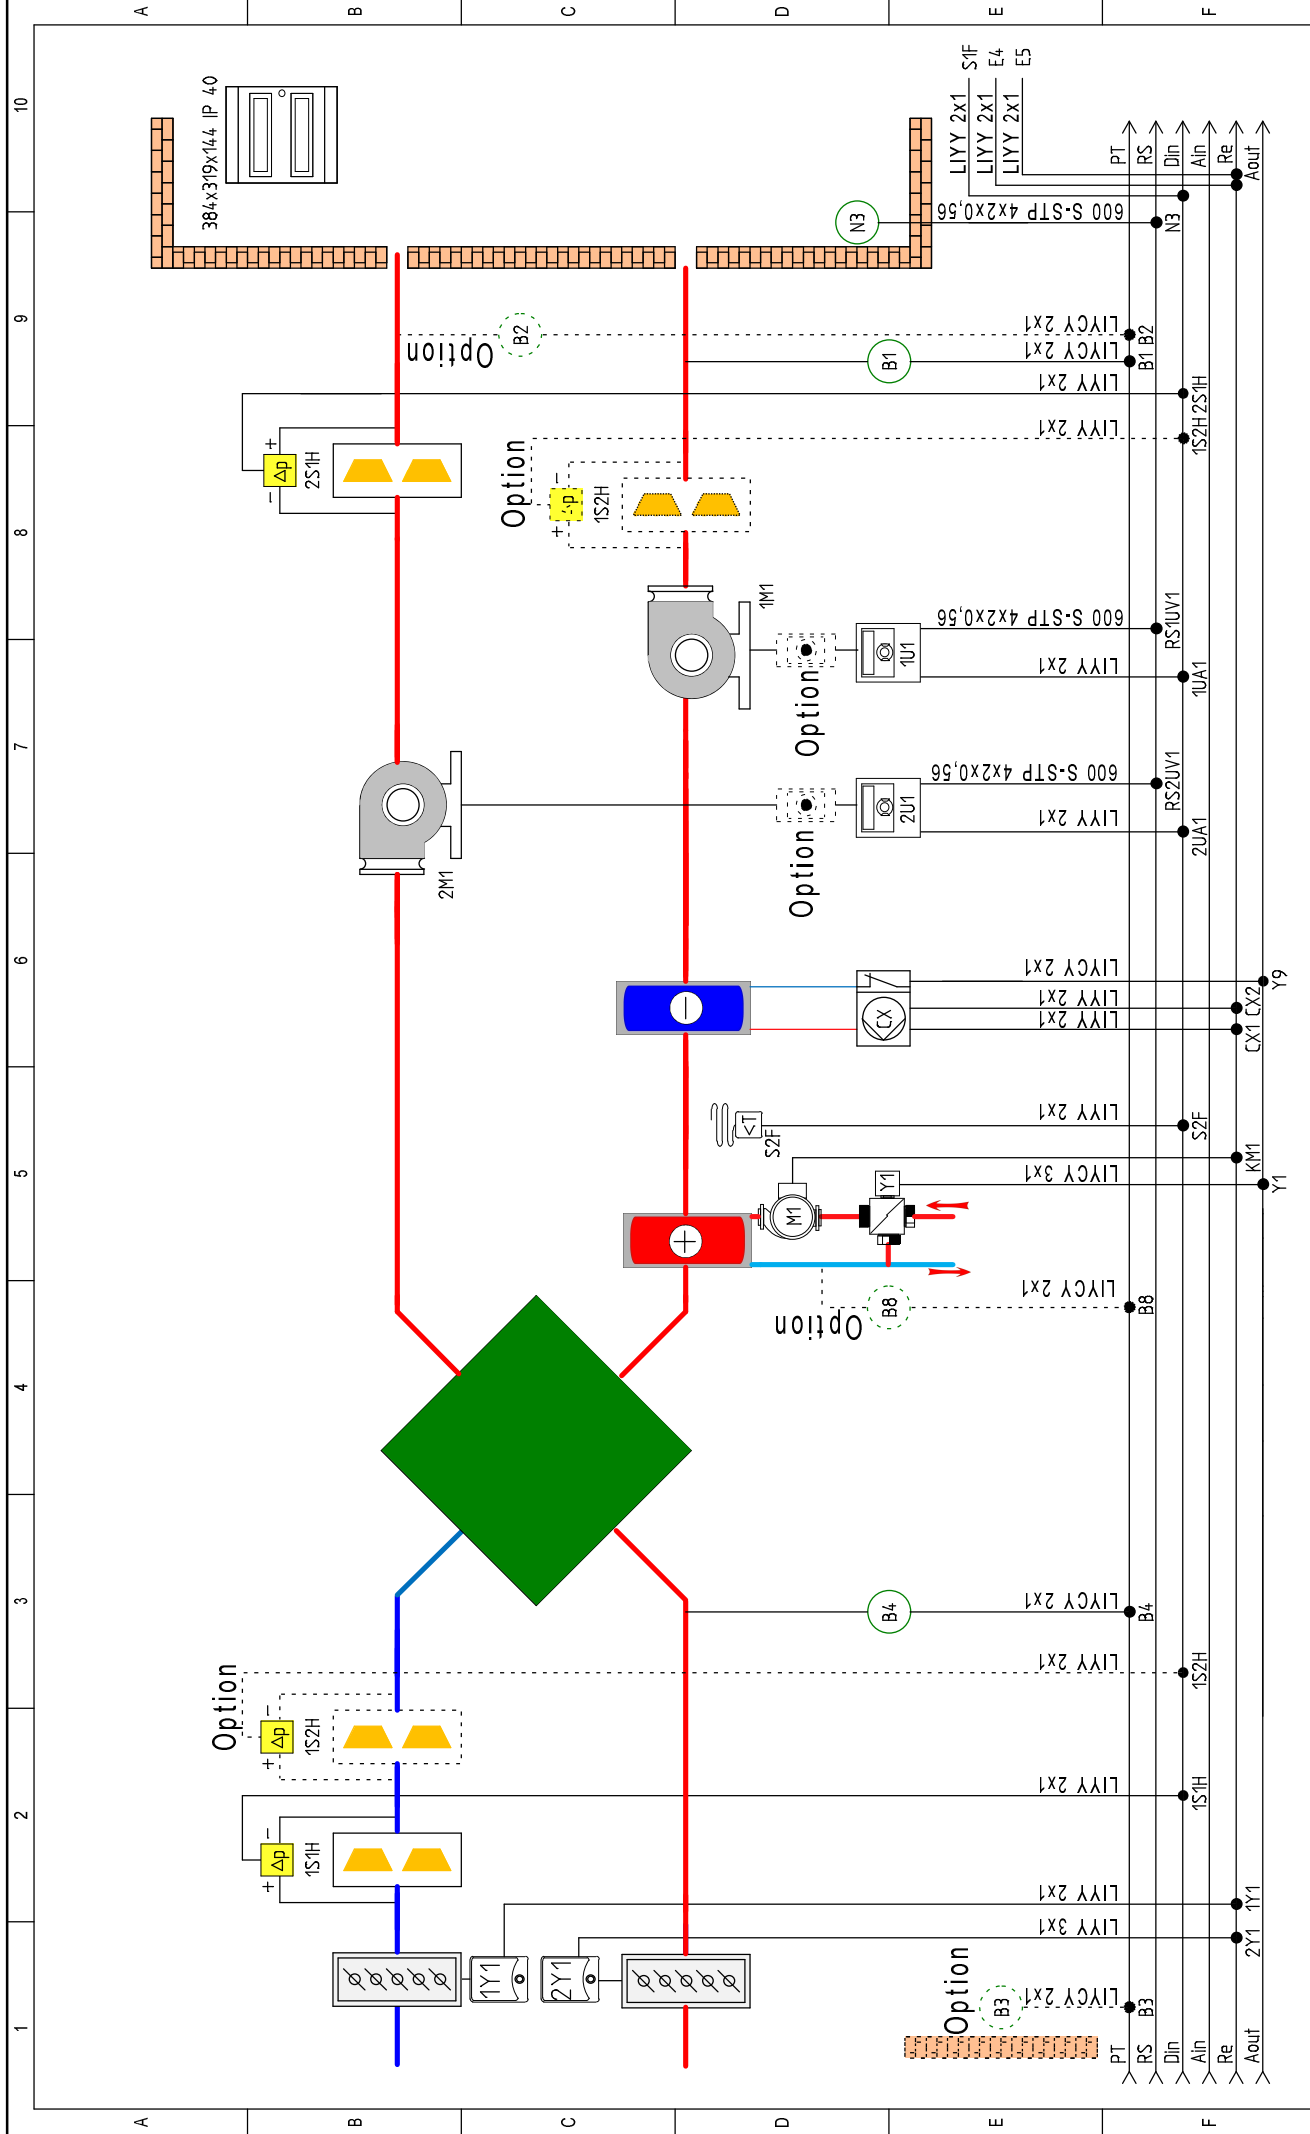 1 2 3 4 5 6 7 8 9 10
A A
384x319x144 IP 40
Option
Δp + -
1S1H
Δp + -
1S2H
Δp - +
2S1H
B B
2M1
Option
B2
1Y1
2Y1
C C
Option
+ -
1S2H
1M1
D D
Option
B8
M1
Y1
<T
S2F
CX
Option
2U1
Option
1U1
B1
N3
B4
Option
B3
E E
LIYCY 2x1
LIYY 3x1
LIYY 2x1
LIYY 2x1
LIYY 2x1
LIYCY 2x1
LIYCY 2x1
LIYCY 3x1
LIYY 2x1
LIYY 2x1
LIYY 2x1
LIYCY 2x1
LIYY 2x1
600 S-STP 4x2x0,56
LIYY 2x1
600 S-STP 4x2x0,56
LIYY 2x1
LIYY 2x1
LIYCY 2x1
LIYCY 2x1
600 S-STP 4x2x0,56
LIYY 2x1 S1F
LIYY 2x1 E4
LIYY 2x1 E5
PT PT
RS B3 B4 B8 B1 B2 RS
Din RS2UV1 RS1UV1 N3 Din
Ain 1S1H 1S2H S2F 2UA1 1UA1 1S2H 2S1H Ain
Re Re
Aout 2Y1 1Y1 KM1 CX1 CX2 Aout
Y1 Y9
F F